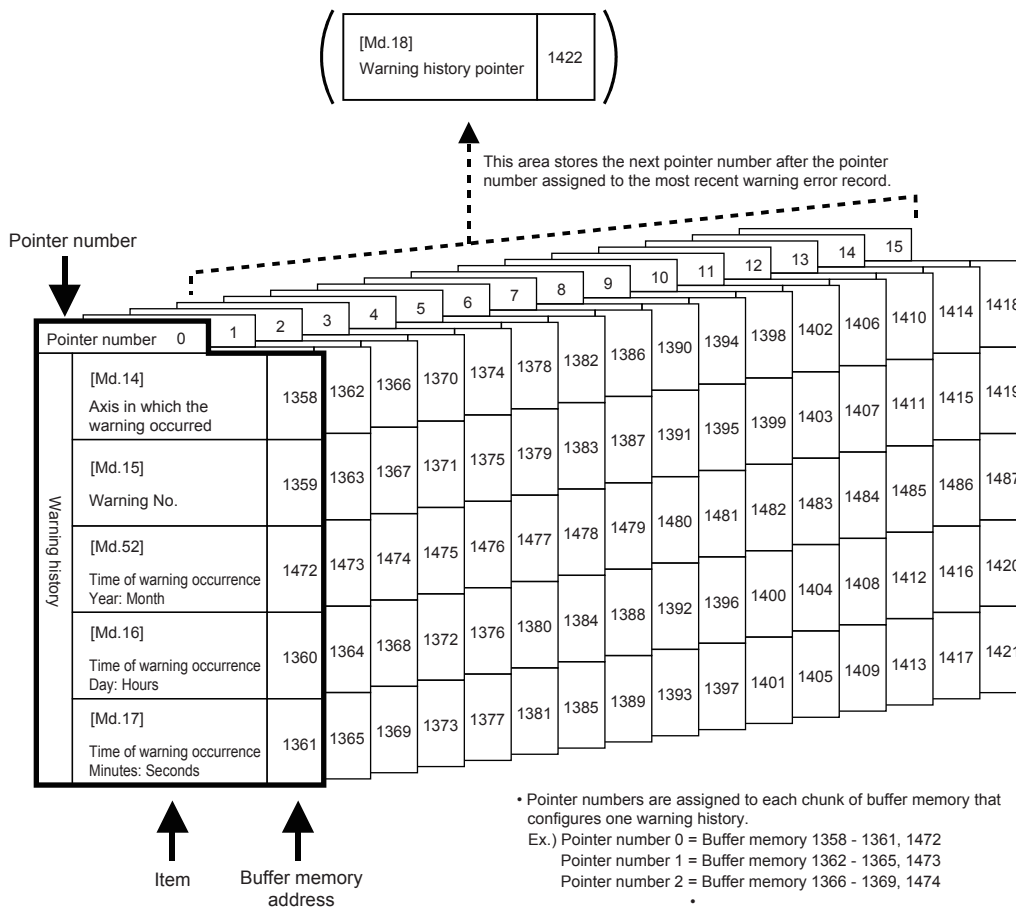 [Md.18]
Warning history pointer
1422
This area stores the next pointer number after the pointer
number assigned to the most recent warning error record.
Pointer number
Pointer number 0
1
2
3
4
5
6
7
8
9
10
11
12
13
14
15
Warning history
[Md.14]
Axis in which the
warning occurred
1358 1362 1366 1370 1374 1378 1382 1386 1390 1394 1398 1402 1406 1410 1414 1418
[Md.15]
Warning No.
1359 1363 1367 1371 1375 1379 1383 1387 1391 1395 1399 1403 1407 1411 1415 1419
[Md.52]
Time of warning occurrence
Year: Month
1472 1473 1474 1475 1476 1477 1478 1479 1480 1481 1482 1483 1484 1485 1486 1487
[Md.16]
Time of warning occurrence
Day: Hours
1360 1364 1368 1372 1376 1380 1384 1388 1392 1396 1400 1404 1408 1412 1416 1420
[Md.17]
Time of warning occurrence
Minutes: Seconds
1361 1365 1369 1373 1377 1381 1385 1389 1393 1397 1401 1405 1409 1413 1417 1421
Item
Buffer memory
address
• Pointer numbers are assigned to each chunk of buffer memory that
configures one warning history.
Ex.) Pointer number 0 = Buffer memory 1358 - 1361, 1472
Pointer number 1 = Buffer memory 1362 - 1365, 1473
Pointer number 2 = Buffer memory 1366 - 1369, 1474
•